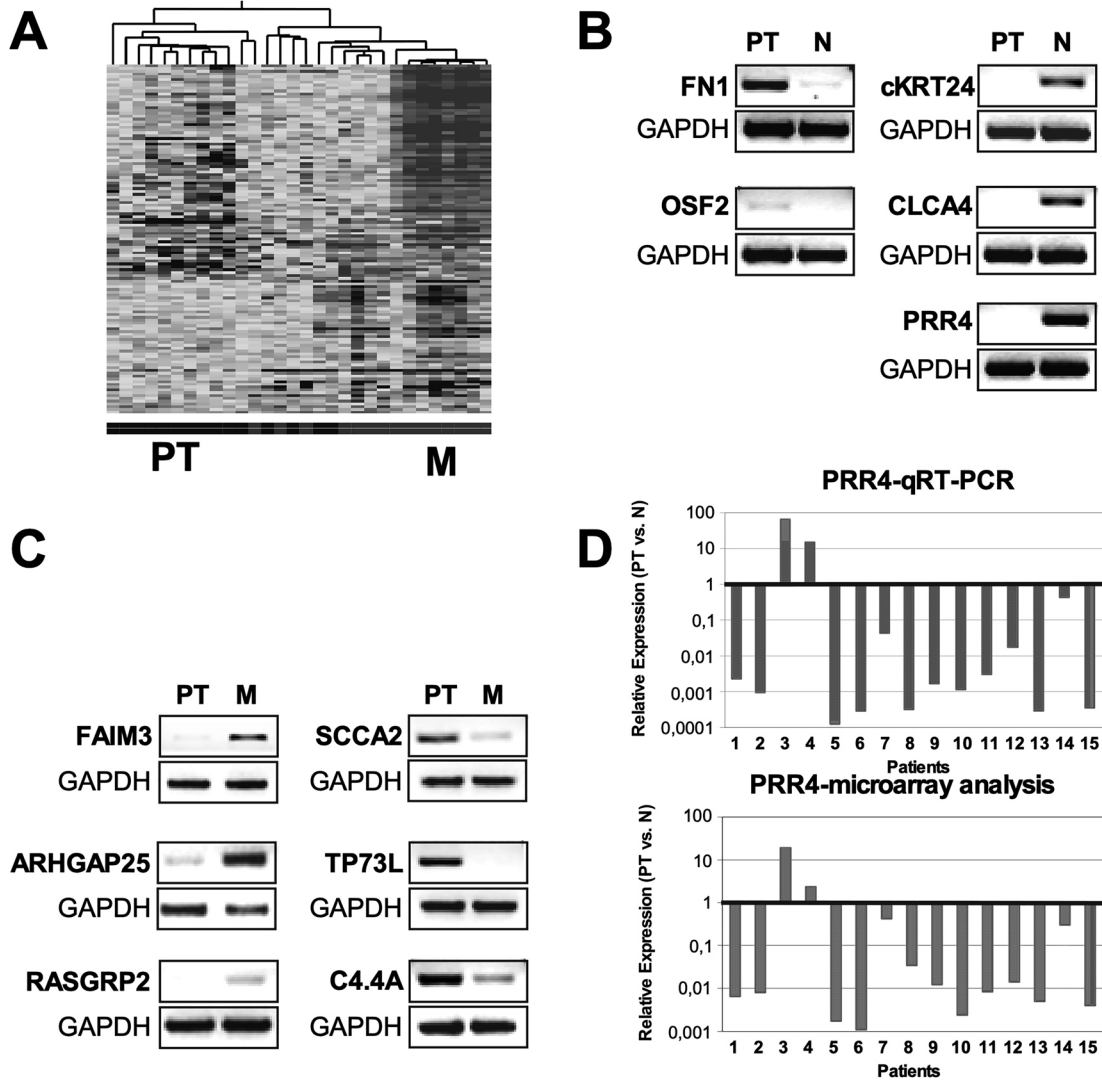 A
PT M
B
PT N
FN1
GAPDH
OSF2
GAPDH
PT N
cKRT24
GAPDH
CLCA4
GAPDH
PRR4
GAPDH
C
PT M
FAIM3
GAPDH
ARHGAP25
GAPDH
RASGRP2
GAPDH
PT M
SCCA2
GAPDH
TP73L
GAPDH
C4.4A
GAPDH
D
PRR4-qRT-PCR
Relative Expression (PT vs. N)
100
10
1
0,1
0,01
0,001
0,0001
1 2 3 4 5 6 7 8 9 10 11 12 13 14 15
Patients
PRR4-microarray analysis
Relative Expression (PT vs. N)
100
10
1
0,1
0,01
0,001
1 2 3 4 5 6 7 8 9 10 11 12 13 14 15
Patients